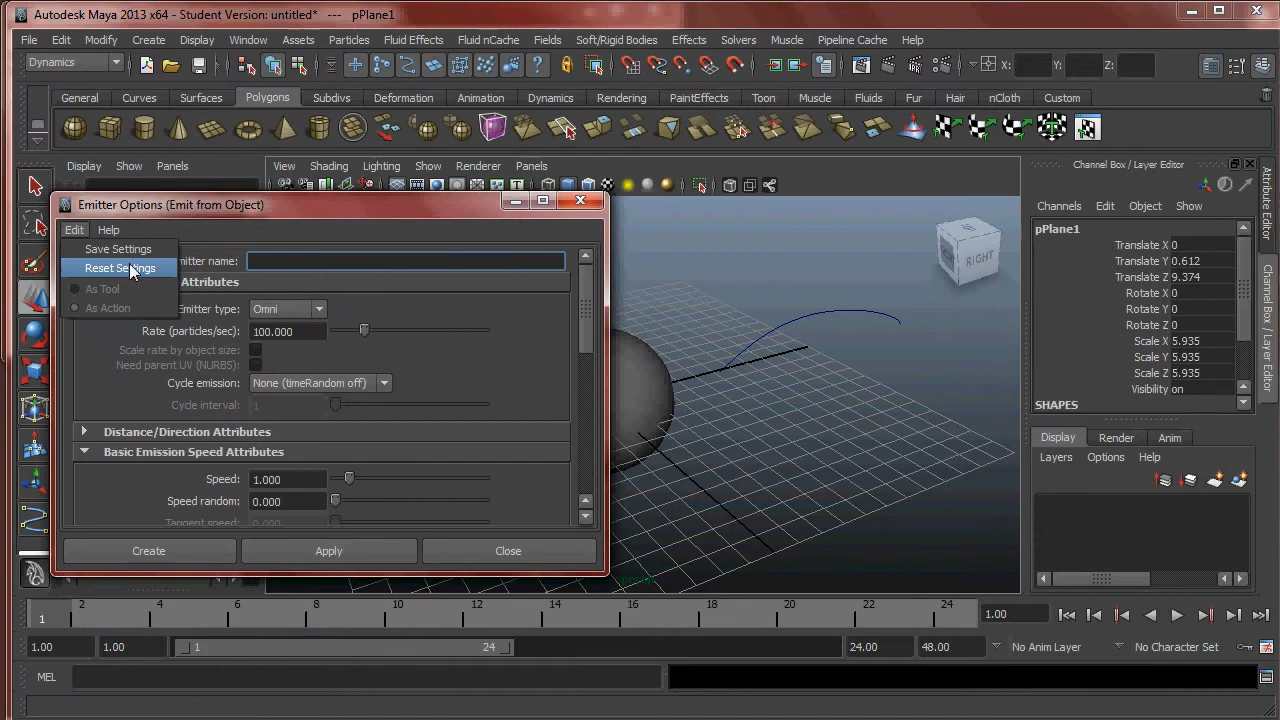 Autodesk Maya 2013 x64 - Student Version: untitled*   ---   pPlane1
File Edit Modify Create Display Window Assets Particles Fluid Effects Fluid nCache Fields Soft/Rigid Bodies Effects Solvers Muscle Pipeline Cache Help
Dynamics X: Y: Z:
General Curves Surfaces Polygons Subdivs Deformation Animation Dynamics Rendering PaintEffects Toon Muscle Fluids Fur Hair nCloth Custom
Display Show Panels View Shading Lighting Show Renderer Panels
Channel Box / Layer Editor
Emitter Options (Emit from Object)
Edit Help
Save Settings
Reset Settings
As Tool
As Action
mitter name:
Attributes
Emitter type: Omni
Rate (particles/sec): 100.000
Scale rate by object size:
Need parent UV (NURBS):
Cycle emission: None (timeRandom off)
Cycle interval: 1
Distance/Direction Attributes
Basic Emission Speed Attributes
Speed: 1.000
Speed random: 0.000
Tangent speed: 0.000
Create Apply Close
RIGHT
persp
Channels Edit Object Show
pPlane1
Translate X 0
Translate Y 0.612
Translate Z 9.374
Rotate X 0
Rotate Y 0
Rotate Z 0
Scale X 5.935
Scale Y 5.935
Scale Z 5.935
Visibility on
SHAPES
Display Render Anim
Layers Options Help
Attribute Editor
Channel Box / Layer Editor
1 2 4 6 8 10 12 14 16 18 20 22 24 1.00
1.00 1.00 1 24 24.00 48.00 No Anim Layer No Character Set
MEL